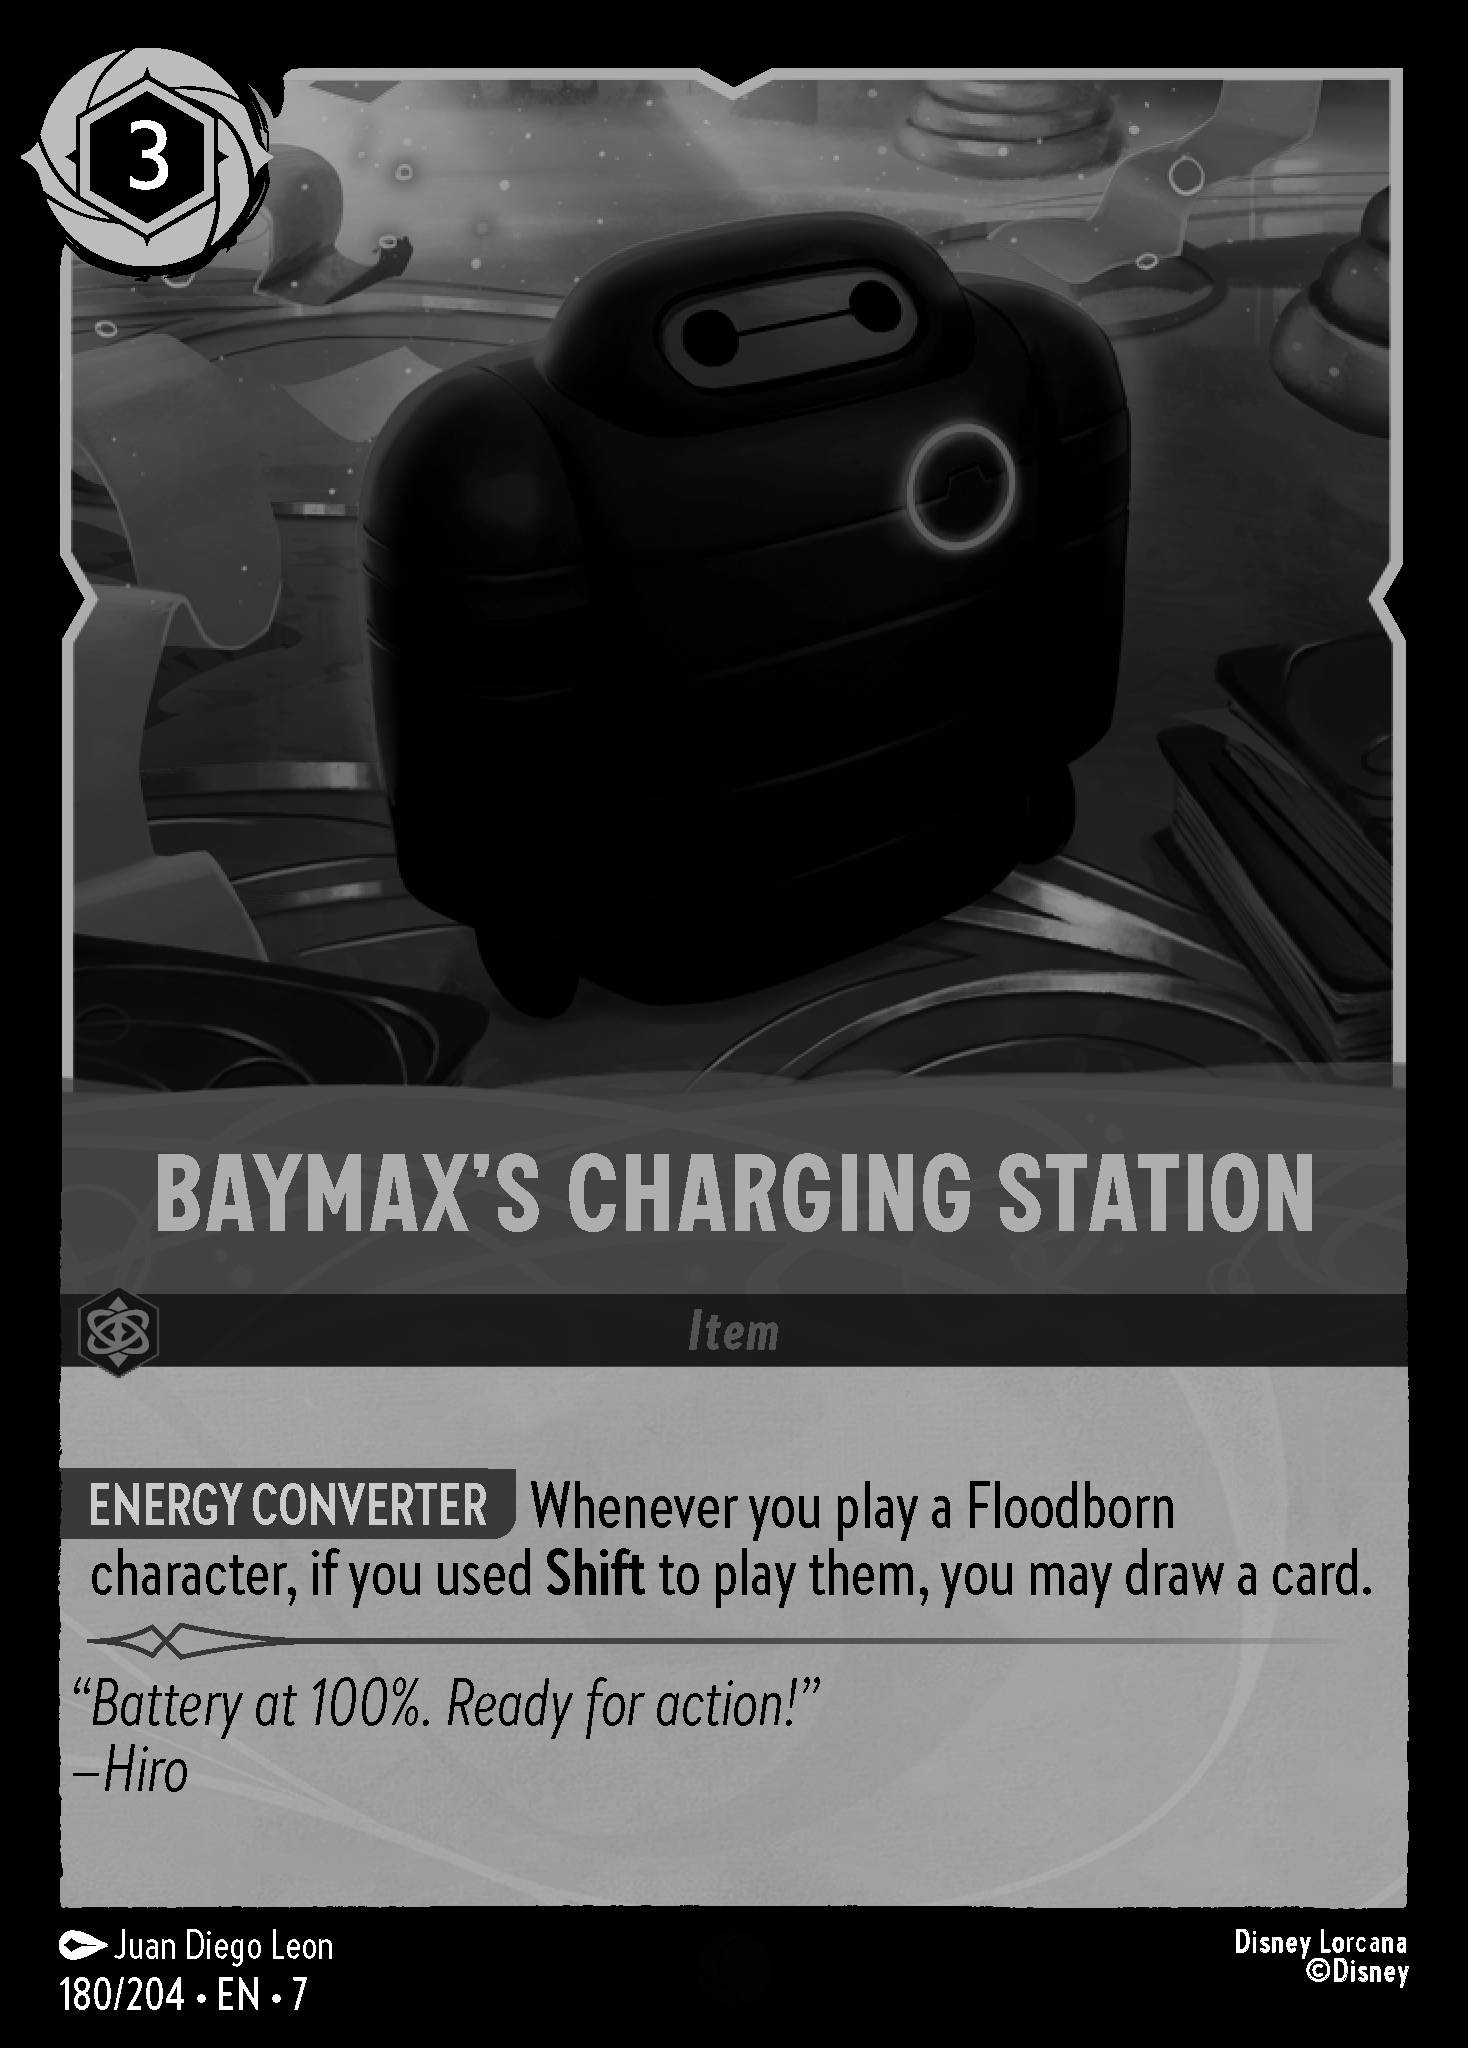 3
BAYMAX’S CHARGING STATION
Item
ENERGY CONVERTER Whenever you play a Floodborn
character, if you used Shift to play them, you may draw a card.
“Battery at 100%. Ready for action!”
–Hiro
Juan Diego Leon
Disney Lorcana
180/204 • EN • 7
©Disney